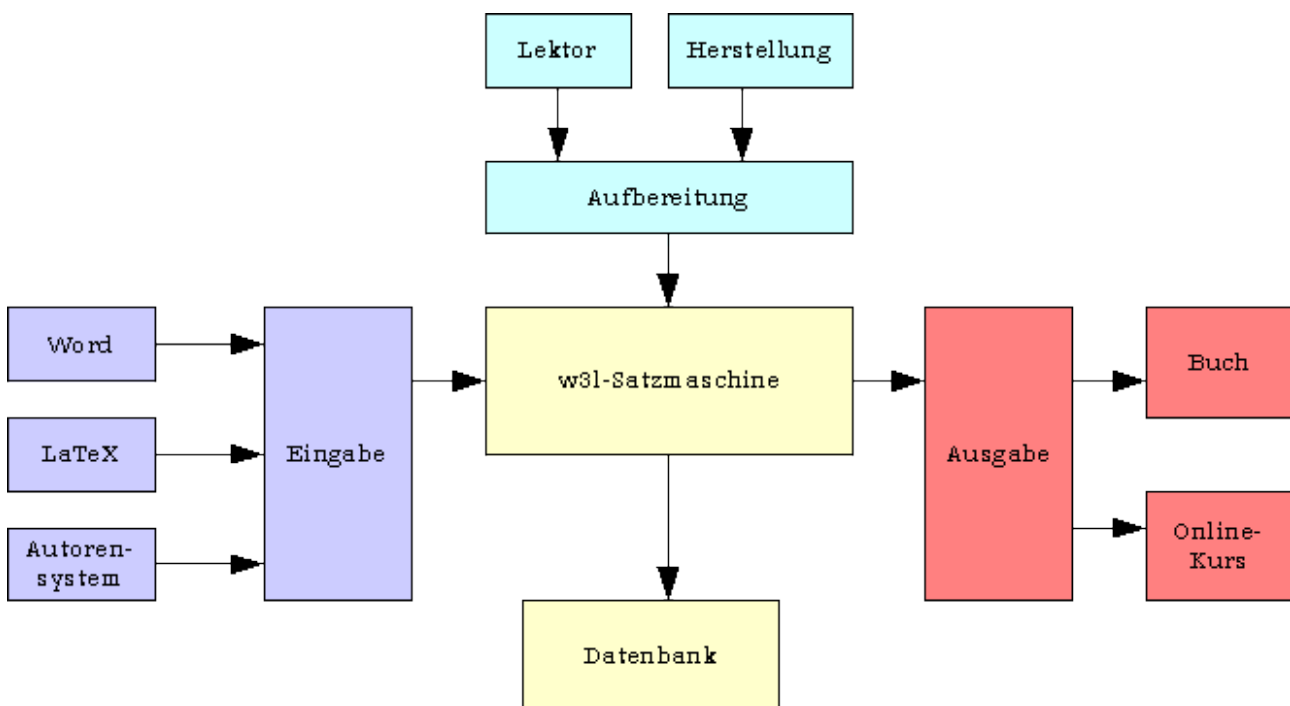 Lektor
Herstellung
Aufbereitung
Word
LaTeX
Autoren-
system
Eingabe
w3l-Satzmaschine
Datenbank
Ausgabe
Buch
Online-
Kurs